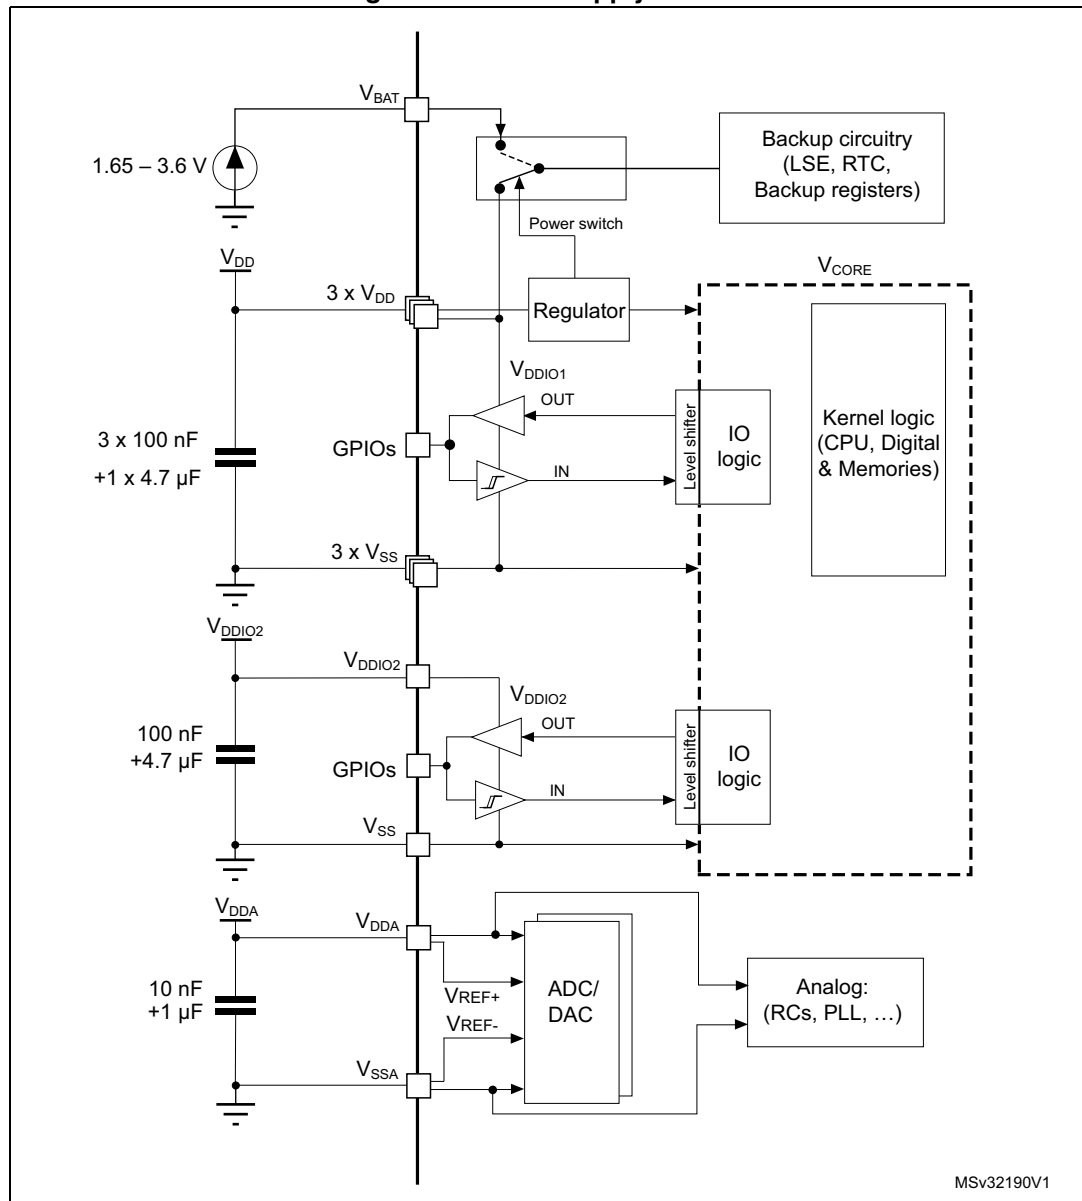 VBAT
1.65 – 3.6 V
Power switch
Backup circuitry
(LSE, RTC,
Backup registers)
VDD
3 x VDD
Regulator
VCORE
VDDIO1
OUT
GPIOs
IN
Level shifter
IO
logic
Kernel logic
(CPU, Digital
& Memories)
3 x 100 nF
+1 x 4.7 µF
3 x VSS
VDDIO2
VDDIO2
VDDIO2
OUT
100 nF
+4.7 µF
GPIOs
IN
Level shifter
IO
logic
VSS
VDDA
VDDA
10 nF
+1 µF
VREF+
VREF-
ADC/
DAC
Analog:
(RCs, PLL, …)
VSSA
MSv32190V1